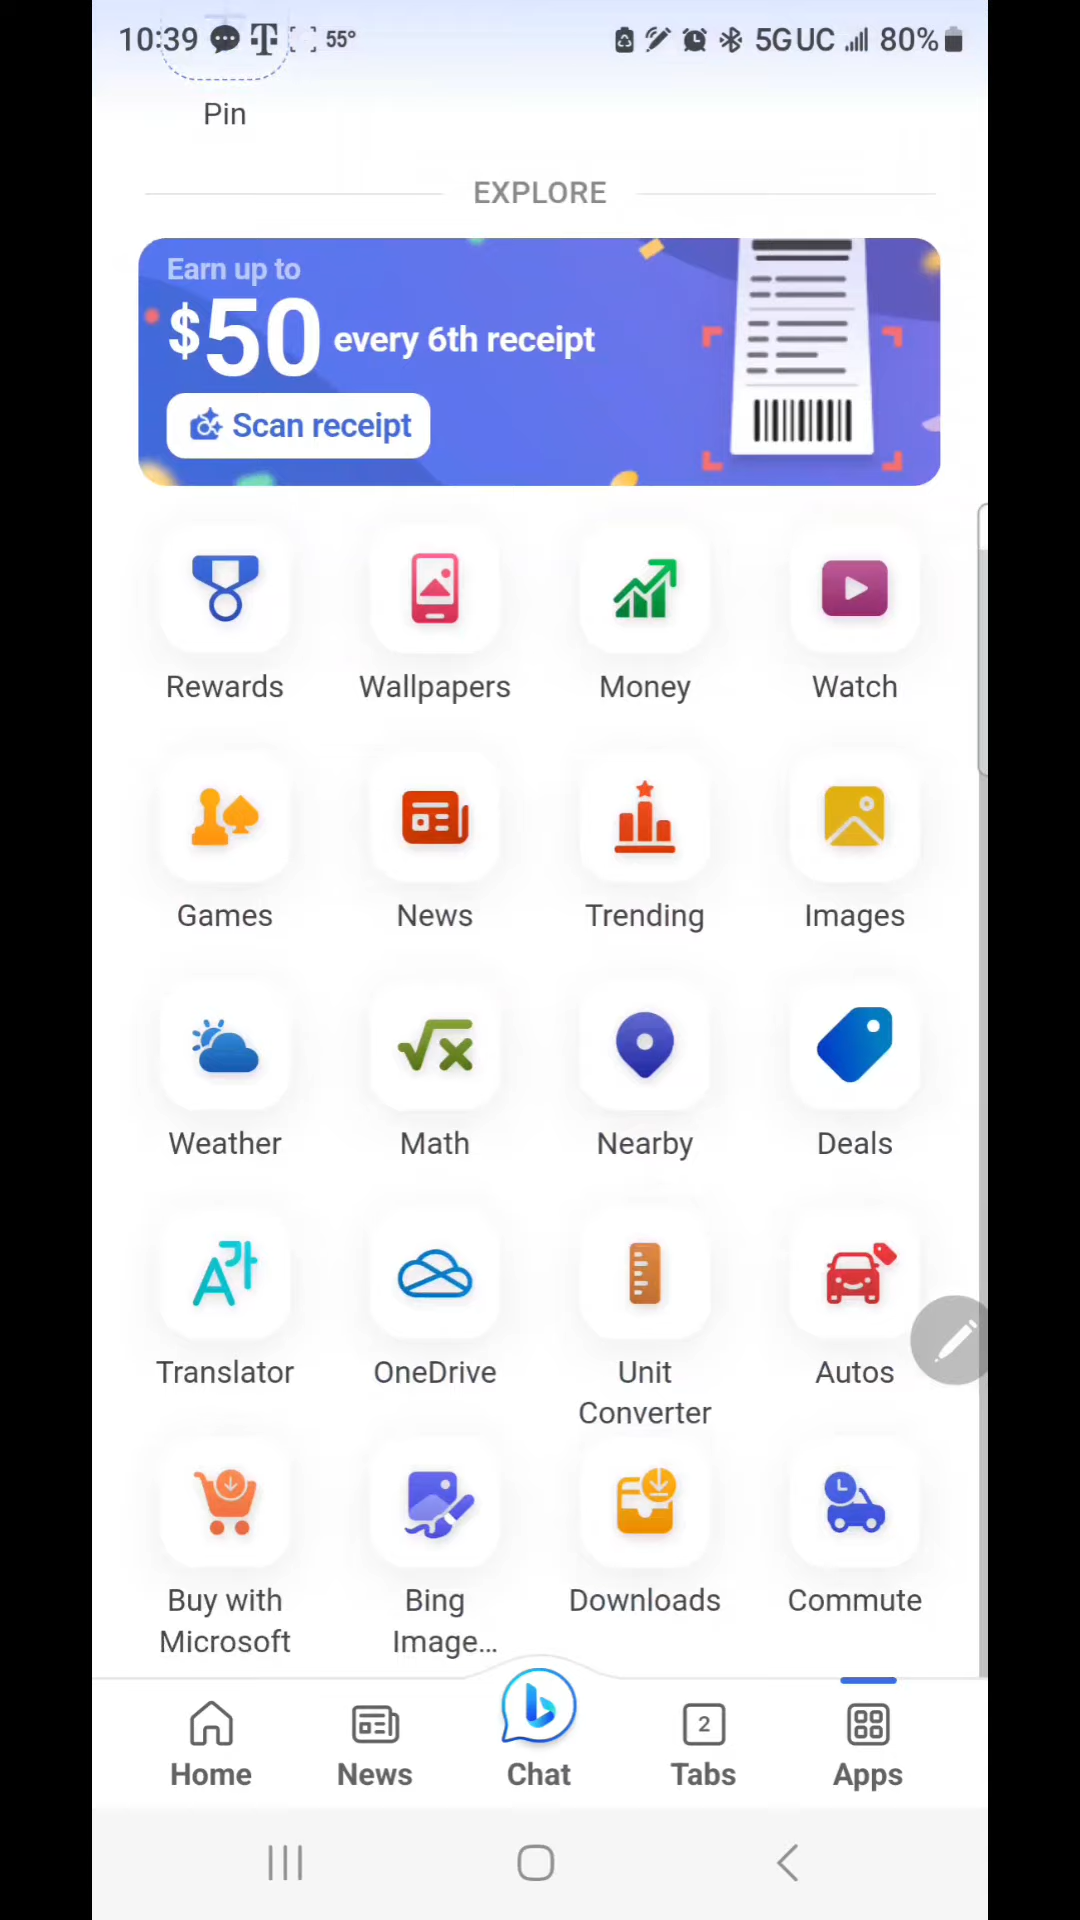 10:39 55° 5G UC 80%
Pin
EXPLORE
Earn up to
$50 every 6th receipt
Scan receipt
Rewards Wallpapers Money Watch
Games News Trending Images
Weather Math Nearby Deals
Translator OneDrive Unit Converter Autos
Buy with Microsoft Bing Image... Downloads Commute
2
Home News Chat Tabs Apps